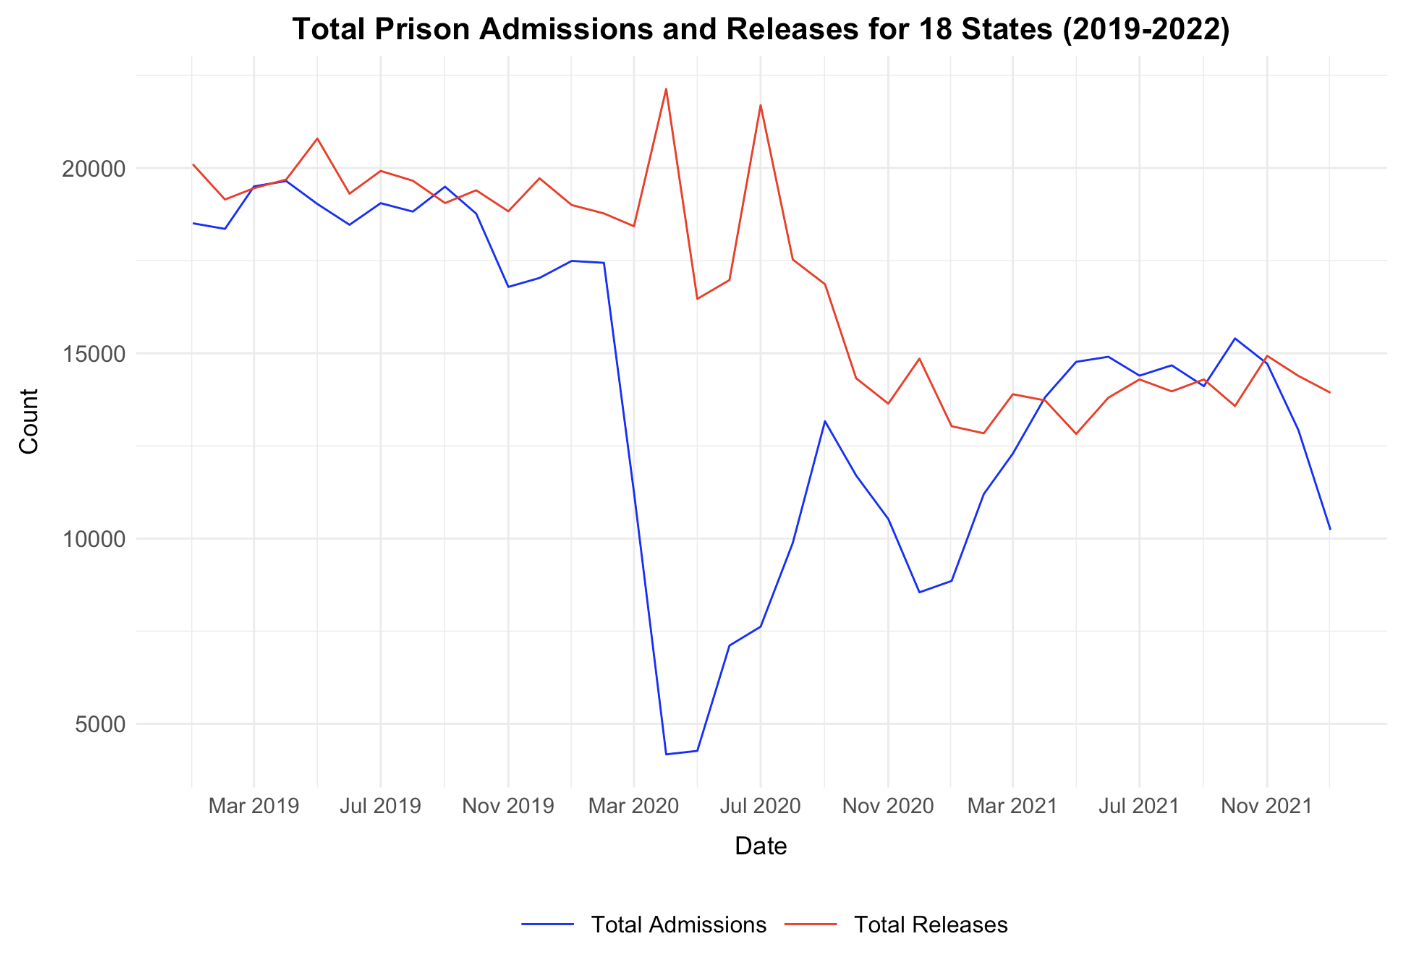 Total Prison Admissions and Releases for 18 States (2019-2022)
Count
20000
15000
10000
5000
Mar 2019 Jul 2019 Nov 2019 Mar 2020 Jul 2020 Nov 2020 Mar 2021 Jul 2021 Nov 2021
Date
Total Admissions Total Releases